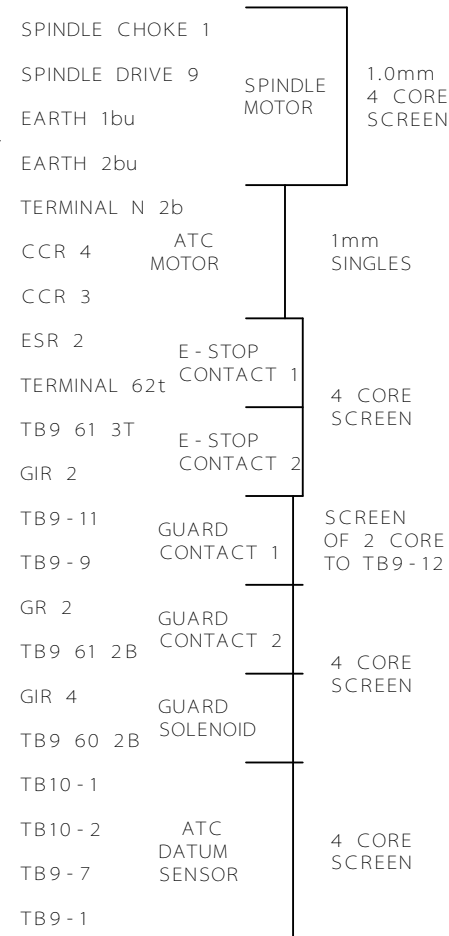 SPINDLE CHOKE 1
SPINDLE DRIVE 9
EARTH 1bu
EARTH 2bu
SPINDLE
MOTOR
1.0mm
4 CORE
SCREEN
TERMINAL N 2b
CCR 4
CCR 3
ATC
MOTOR
1mm
SINGLES
ESR 2
TERMINAL 62t
E-STOP
CONTACT 1
TB9 61 3T
GIR 2
E-STOP
CONTACT 2
4 CORE
SCREEN
TB9-11
TB9-9
GUARD
CONTACT 1
SCREEN
OF 2 CORE
TO TB9-12
GR 2
TB9 61 2B
GUARD
CONTACT 2
GIR 4
TB9 60 2B
GUARD
SOLENOID
4 CORE
SCREEN
TB10-1
TB10-2
TB9-7
TB9-1
ATC
DATUM
SENSOR
4 CORE
SCREEN